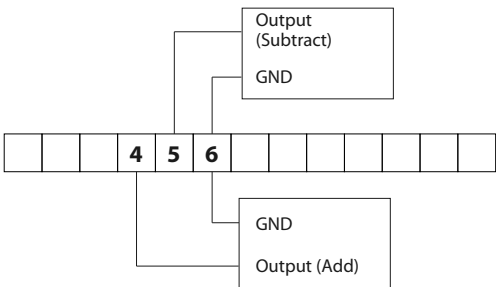 Output
(Subtract)
GND
4 5 6
GND
Output (Add)